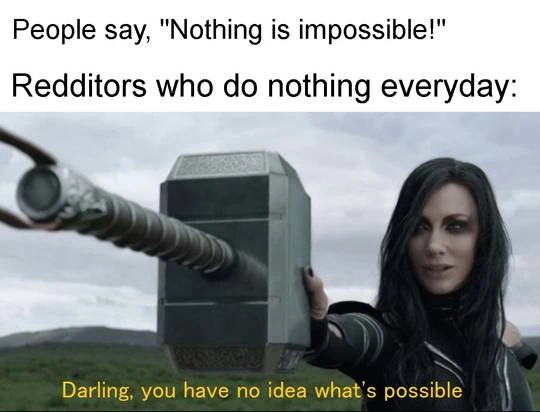 People say, "Nothing is impossible!"
Redditors who do nothing everyday:
Darling, you have no idea what's possible